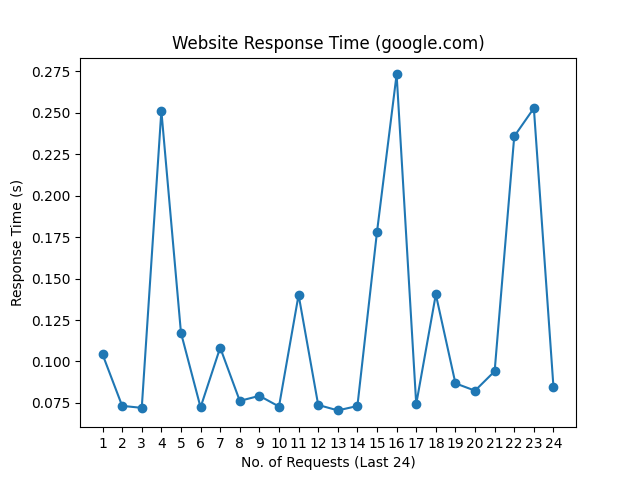 Website Response Time (google.com)
0.275
0.250
0.225
0.200
0.175
0.150
0.125
0.100
0.075
Response Time (s)
1 2 3 4 5 6 7 8 9 10 11 12 13 14 15 16 17 18 19 20 21 22 23 24
No. of Requests (Last 24)